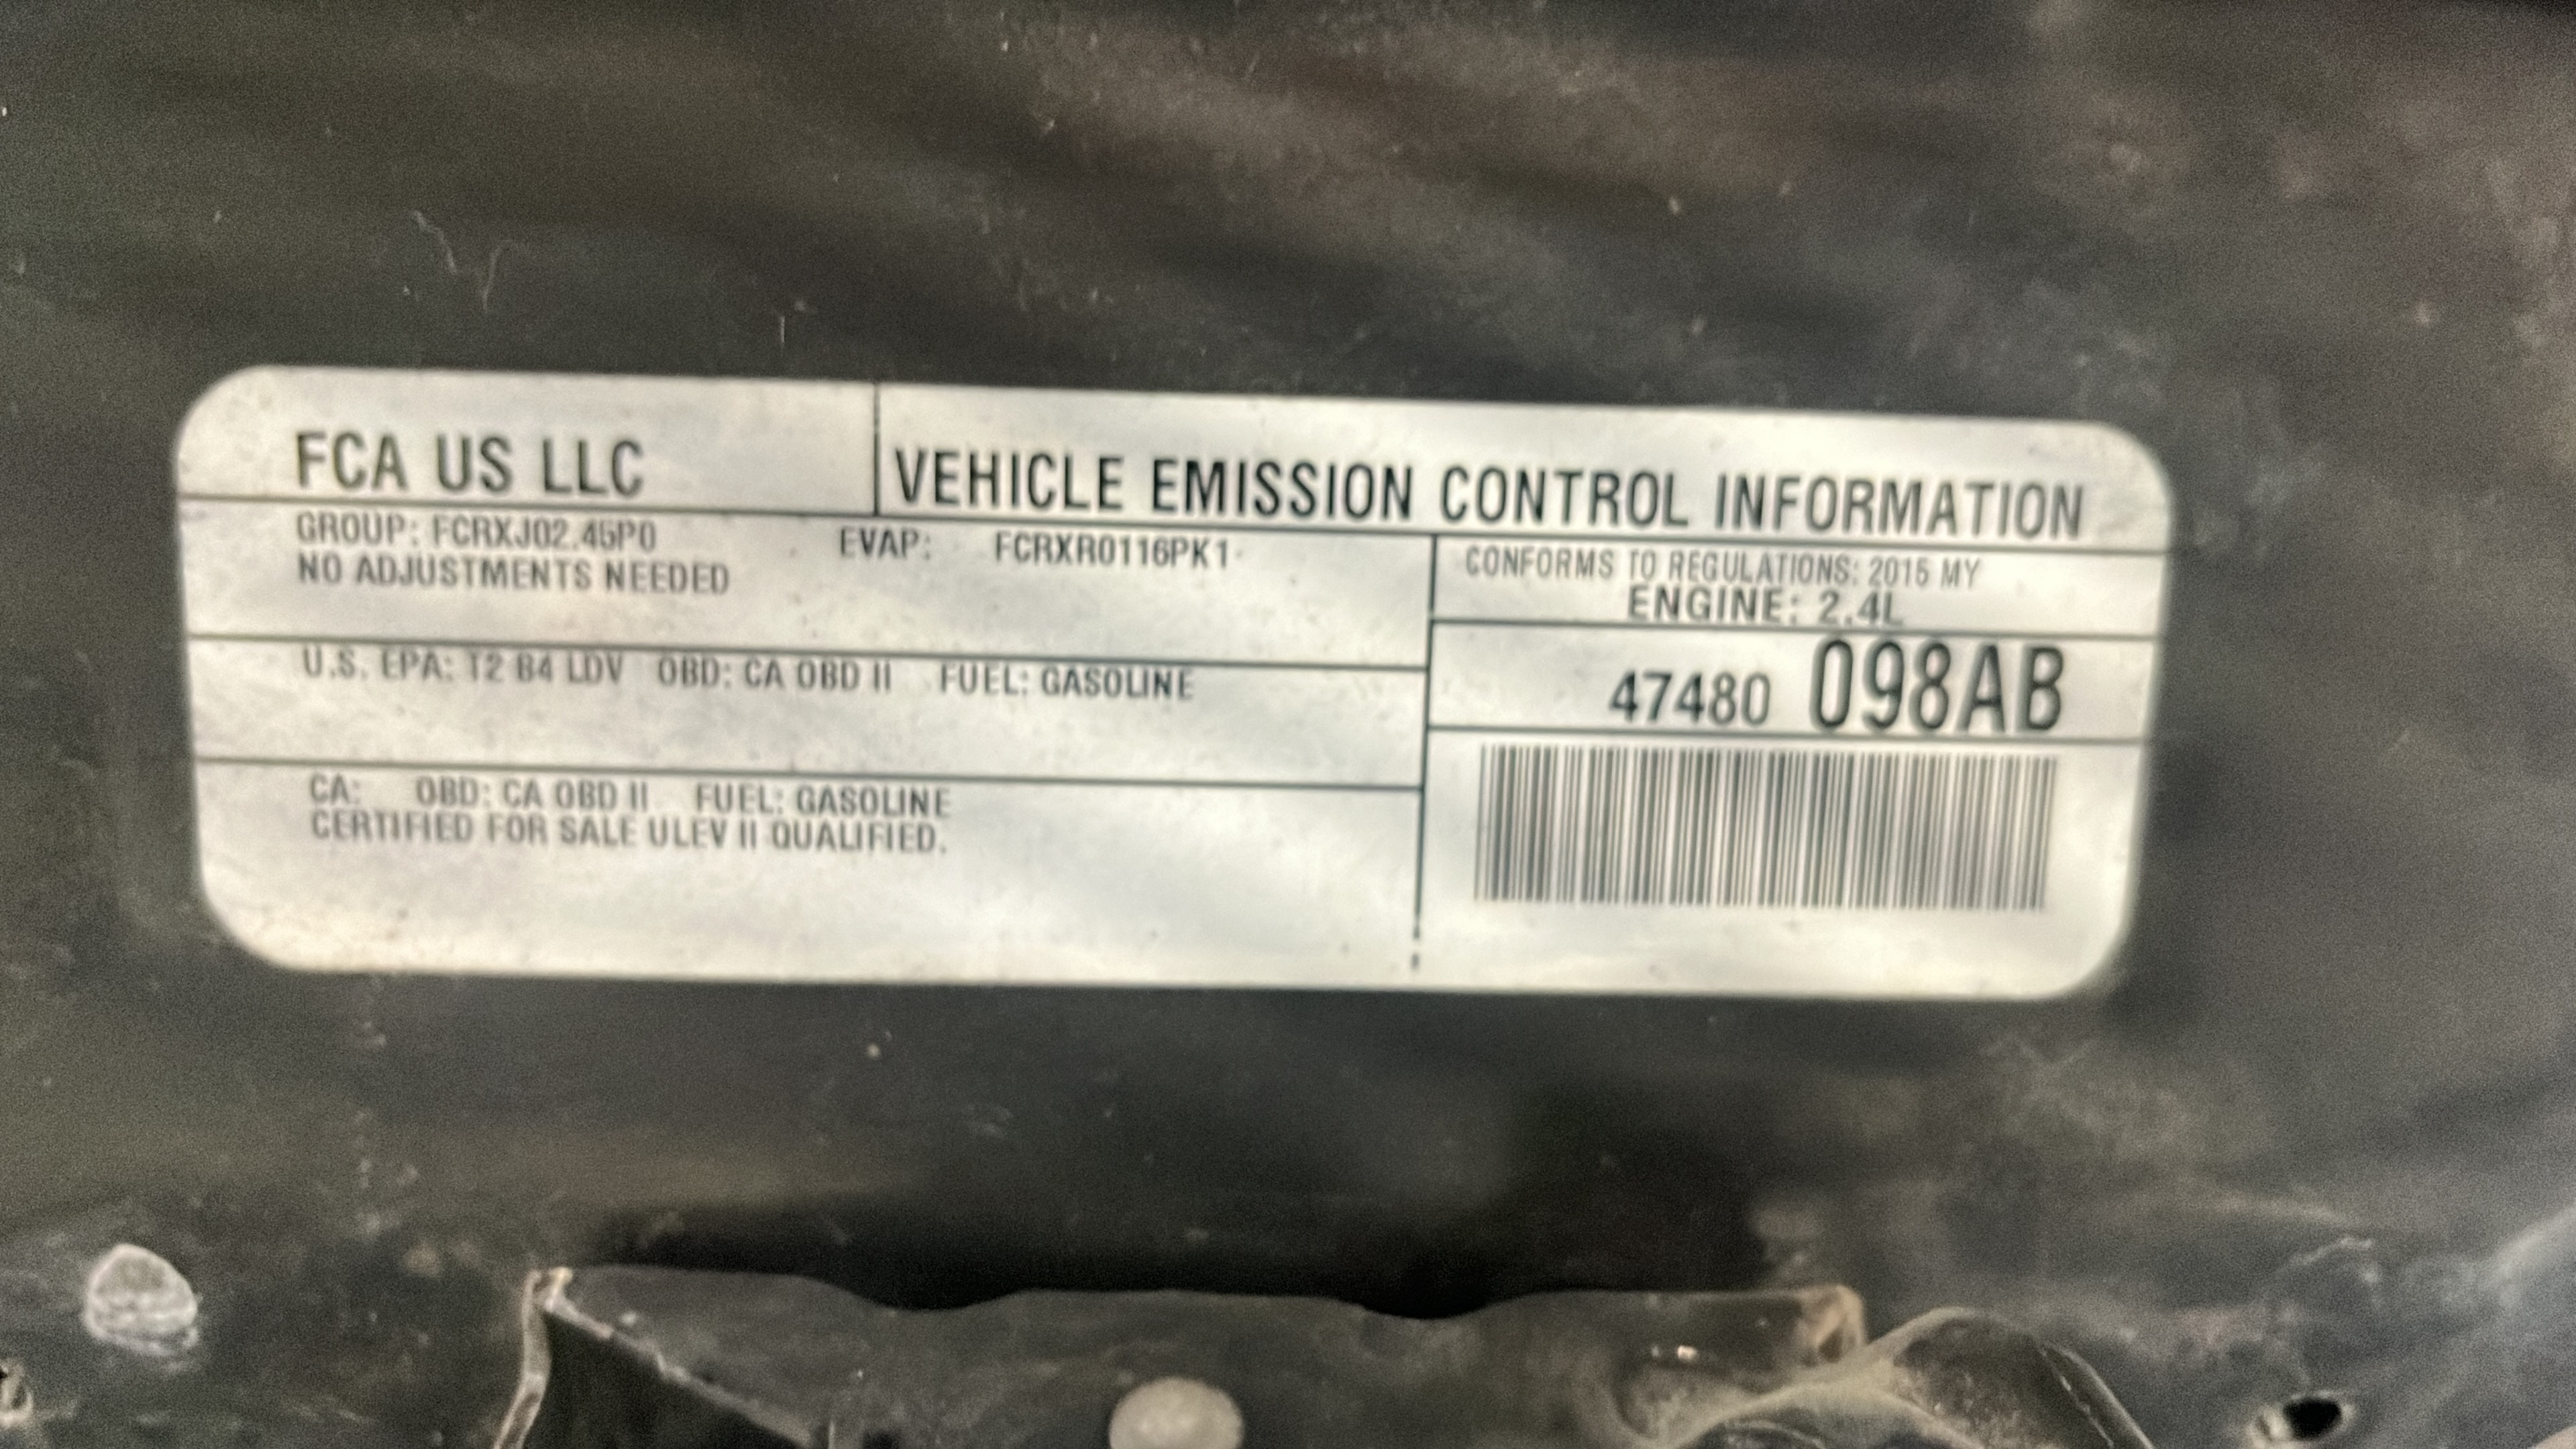 FCA US LLC
VEHICLE EMISSION CONTROL INFORMATION
GROUP: FCRXJ02.45P0
EVAP: FCRXR0116PK1
NO ADJUSTMENTS NEEDED
CONFORMS TO REGULATIONS: 2015 MY
ENGINE: 2.4L
U.S. EPA: T2 B4 LDV OBD: CA OBD II FUEL: GASOLINE
47480 098AB
CA: OBD: CA OBD II FUEL: GASOLINE
CERTIFIED FOR SALE ULEV II QUALIFIED.